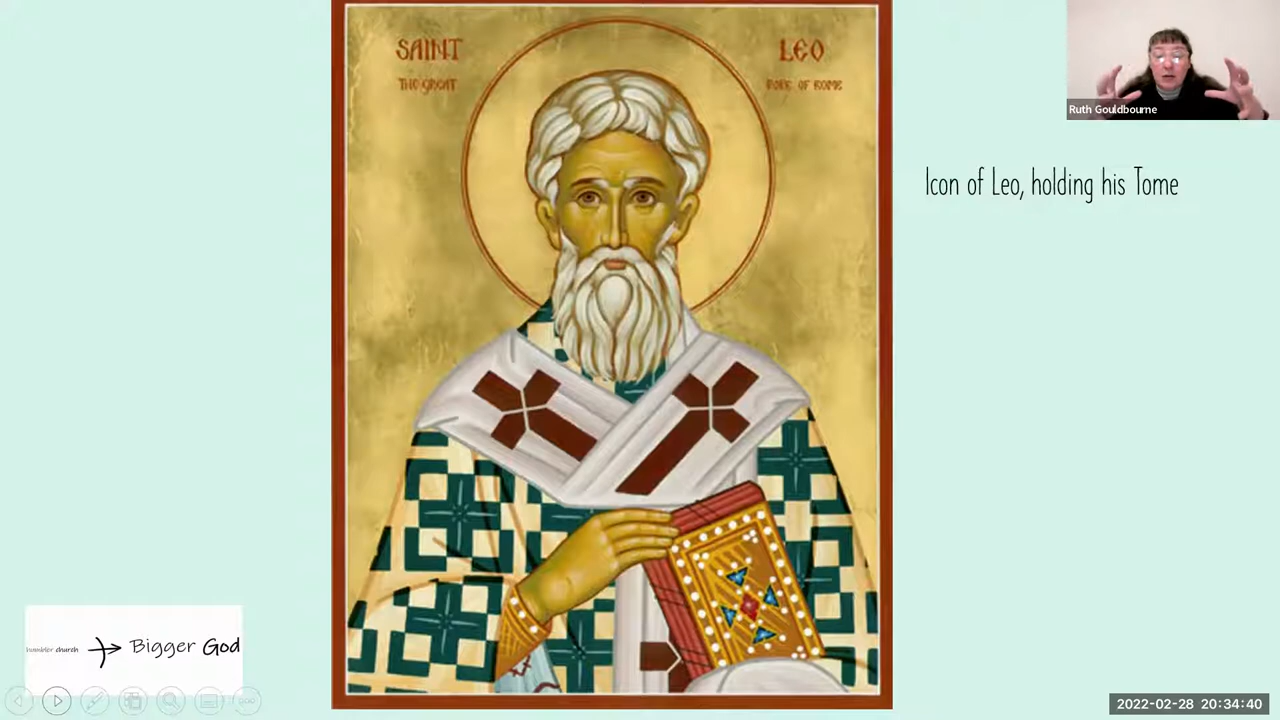 SAINT
LEO
THE GREAT
POPE OF ROME
Ruth Gouldbourne
Icon of Leo, holding his Tome
humbler church
Bigger God
2022-02-28 20:34:40